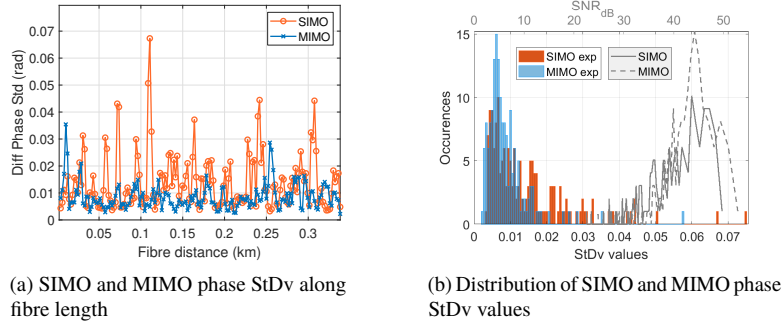 SIMO
MIMO
Diff Phase Std (rad)
0.08
0.07
0.06
0.05
0.04
0.03
0.02
0.01
0
0.05 0.1 0.15 0.2 0.25 0.3
Fibre distance (km)
(a) SIMO and MIMO phase StDv along
fibre length
SNR_dB
0 10 20 30 40 50
SIMO exp
MIMO exp
SIMO
MIMO
Occurences
15
10
5
0
0 0.01 0.02 0.03 0.04 0.05 0.06 0.07
StDv values
(b) Distribution of SIMO and MIMO phase
StDv values